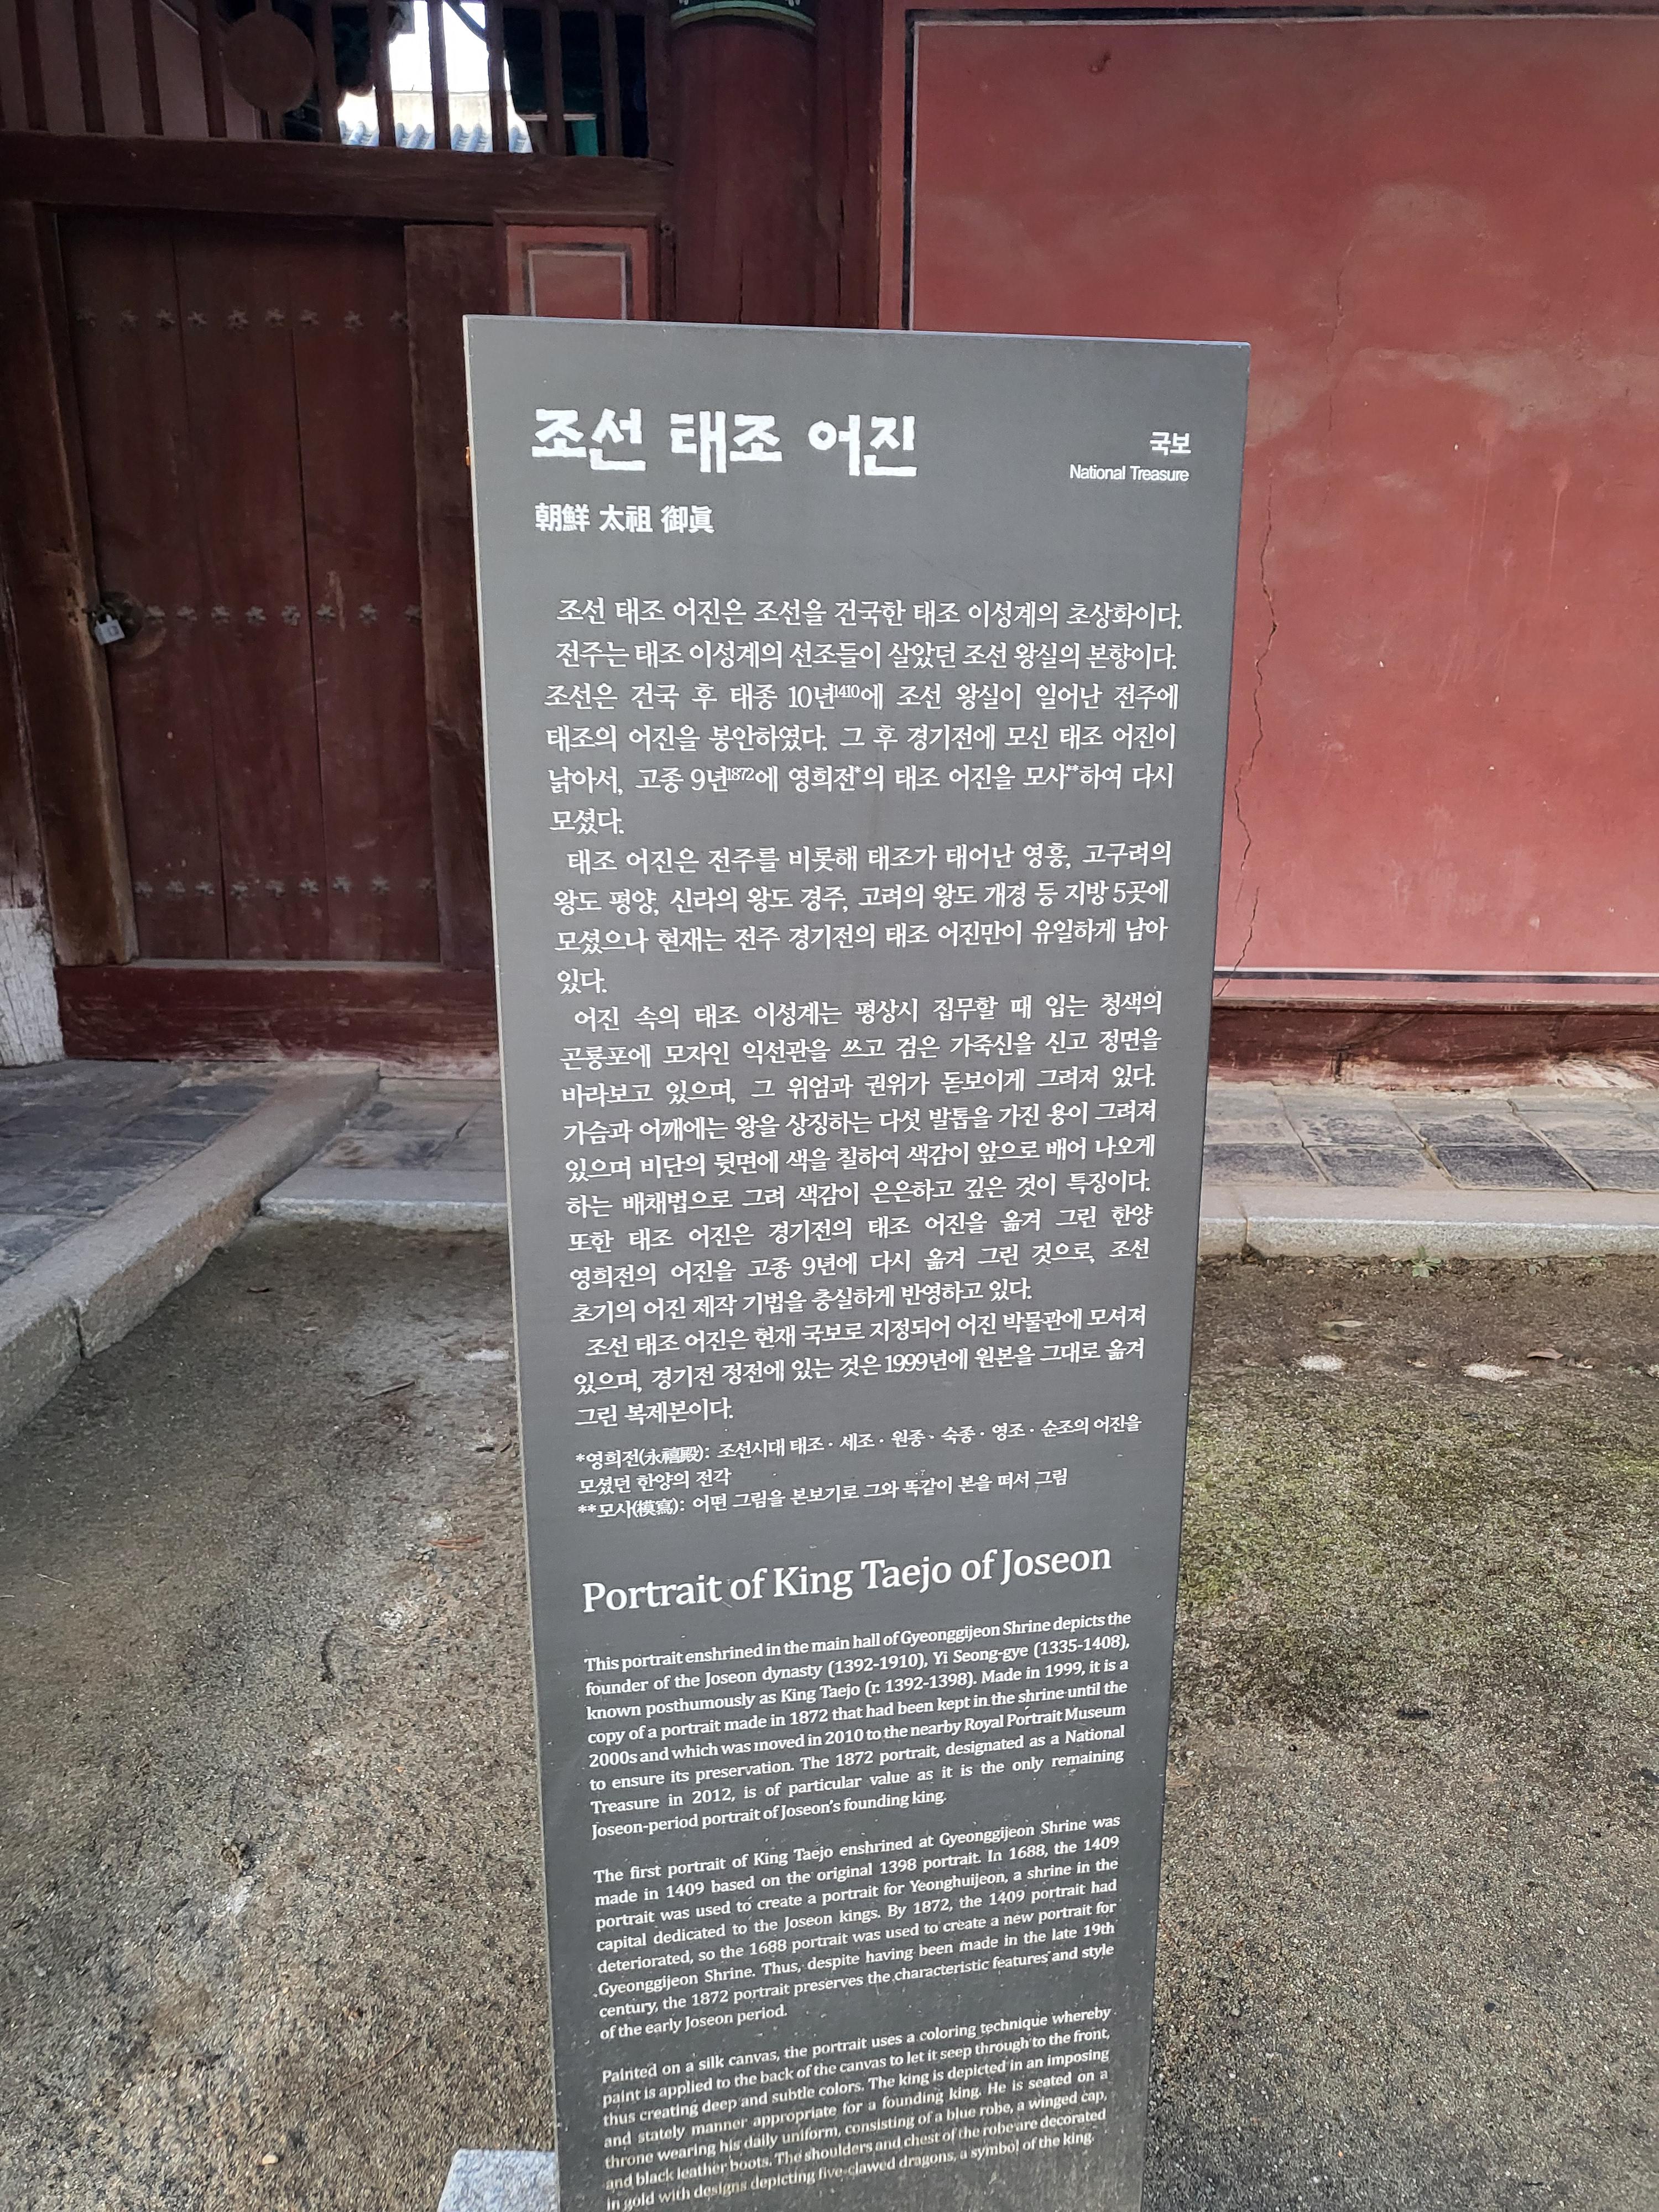 조선 태조 어진
국보
National Treasure
朝鮮 太祖 御眞
조선 태조 어진은 조선을 건국한 태조 이성계의 초상화이다.
전주는 태조 이성계의 선조들이 살았던 조선 왕실의 본향이다.
조선은 건국 후 태종 10년1410에 조선 왕실이 일어난 전주에
태조의 어진을 봉안하였다. 그 후 경기전에 모신 태조 어진이
낡아서, 고종 9년1872에 영희전*의 태조 어진을 모사**하여 다시
모셨다.
태조 어진은 전주를 비롯해 태조가 태어난 영흥, 고구려의
왕도 평양, 신라의 왕도 경주, 고려의 왕도 개경 등 지방 5곳에
모셨으나 현재는 전주 경기전의 태조 어진만이 유일하게 남아
있다.
어진 속의 태조 이성계는 평상시 집무할 때 입는 청색의
곤룡포에 모자인 익선관을 쓰고 검은 가죽신을 신고 정면을
바라보고 있으며, 그 위엄과 권위가 돋보이게 그려져 있다.
가슴과 어깨에는 왕을 상징하는 다섯 발톱을 가진 용이 그려져
있으며 비단의 뒷면에 색을 칠하여 색감이 앞으로 배어 나오게
하는 배채법으로 그려 색감이 은은하고 깊은 것이 특징이다.
또한 태조 어진은 경기전의 태조 어진을 옮겨 그린 한양
영희전의 어진을 고종 9년에 다시 옮겨 그린 것으로, 조선
초기의 어진 제작 기법을 충실하게 반영하고 있다.
조선 태조 어진은 현재 국보로 지정되어 어진 박물관에 모셔져
있으며, 경기전 정전에 있는 것은 1999년에 원본을 그대로 옮겨
그린 복제본이다.
*영희전(永禧殿): 조선시대 태조·세조·원종·숙종·영조·순조의 어진을
모셨던 한양의 전각
**모사(模寫): 어떤 그림을 본보기로 그와 똑같이 본을 떠서 그림
Portrait of King Taejo of Joseon
This portrait enshrined in the main hall of Gyeonggijeon Shrine depicts the
founder of the Joseon dynasty (1392-1910), Yi Seong-gye (1335-1408),
known posthumously as King Taejo (r. 1392-1398). Made in 1999, it is a
copy of a portrait made in 1872 that had been kept in the shrine until the
2000s and which was moved in 2010 to the nearby Royal Portrait Museum
to ensure its preservation. The 1872 portrait, designated as a National
Treasure in 2012, is of particular value as it is the only remaining
Joseon-period portrait of Joseon's founding king.
The first portrait of King Taejo enshrined at Gyeonggijeon Shrine was
made in 1409 based on the original 1398 portrait. In 1688, the 1409
portrait was used to create a portrait for Yeonghuijeon, a shrine in the
capital dedicated to the Joseon kings. By 1872, the 1409 portrait had
deteriorated, so the 1688 portrait was used to create a new portrait for
Gyeonggijeon Shrine. Thus, despite having been made in the late 19th
century, the 1872 portrait preserves the characteristic features and style
of the early Joseon period.
Painted on a silk canvas, the portrait uses a coloring technique whereby
paint is applied to the back of the canvas to let it seep through to the front,
thus creating deep and subtle colors. The king is depicted in an imposing
and stately manner appropriate for a founding king. He is seated on a
throne wearing his daily uniform, consisting of a blue robe, a winged cap,
and black leather boots. The shoulders and chest of the robe are decorated
in gold with designs depicting five-clawed dragons, a symbol of the king.